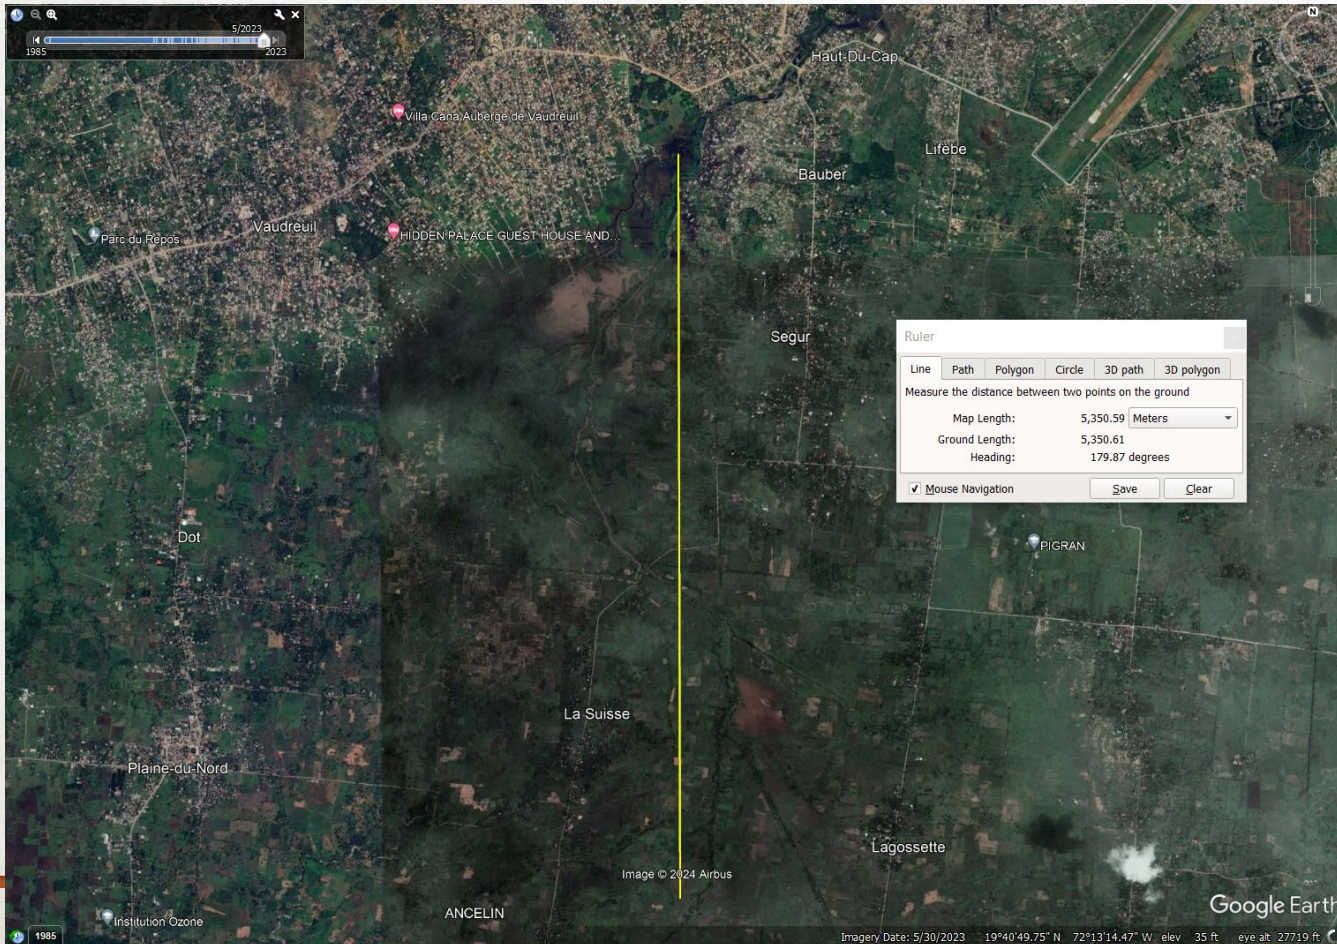 5/2023
1985
2023
N
Haut-Du-Cap
Villa Cana Auberge de Vaudreuil
Lifèbe
Bauber
Vaudreuil
Parc du Repos
HIDDEN PALACE GUEST HOUSE AND...
Segur
Ruler
Line Path Polygon Circle 3D path 3D polygon
Measure the distance between two points on the ground
Map Length: 5,350.59 Meters
Ground Length: 5,350.61
Heading: 179.87 degrees
Mouse Navigation Save Clear
Dot
PIGRAN
La Suisse
Plaine-du-Nord
Lagossette
Image © 2024 Airbus
ANCELIN
Institution Ozone
Google Earth
1985
Imagery Date: 5/30/2023 19°40'49.75" N 72°13'14.47" W elev 35 ft eye alt 27719 ft